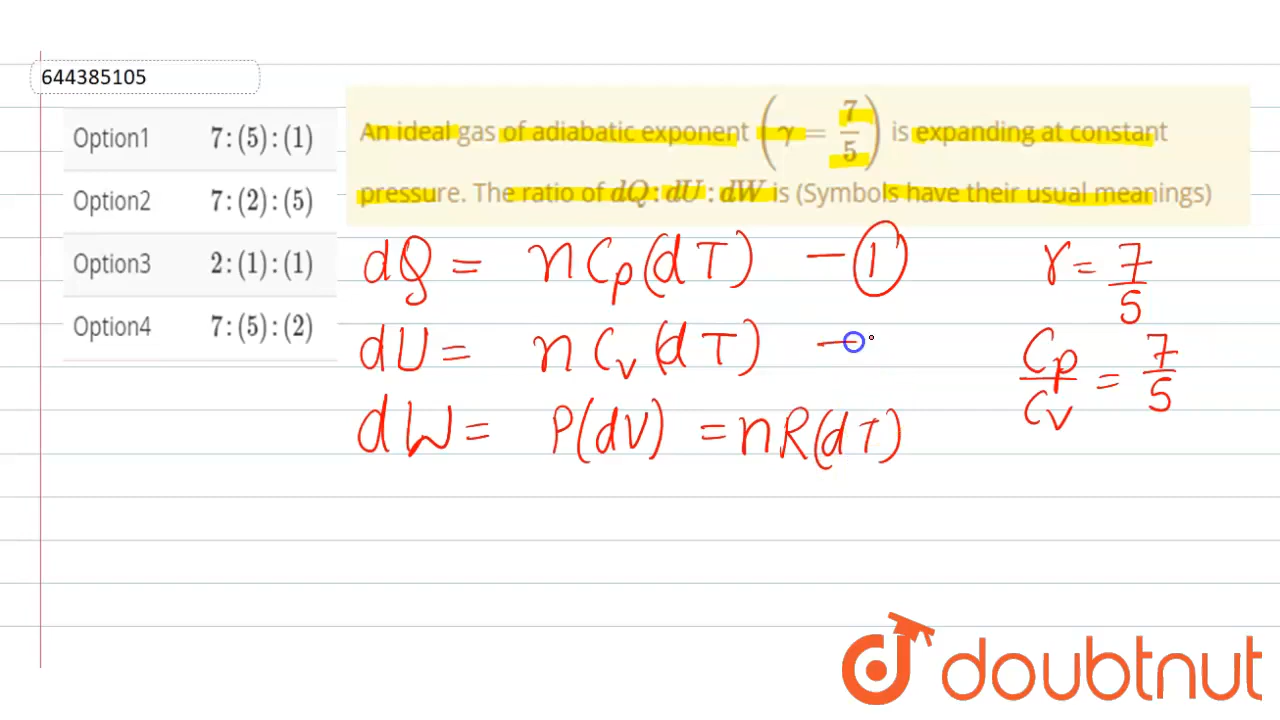 644385105
Option1 7:(5):(1)
Option2 7:(2):(5)
Option3 2:(1):(1)
Option4 7:(5):(2)
An ideal gas of adiabatic exponent (γ = 7/5) is expanding at constant
pressure. The ratio of dQ : dU : dW is (Symbols have their usual meanings)
dQ = nCp(dT) — 1
dU = nCv(dT) —
dW = P(dV) = nR(dT)
γ = 7/5
Cp/Cv = 7/5
doubtnut